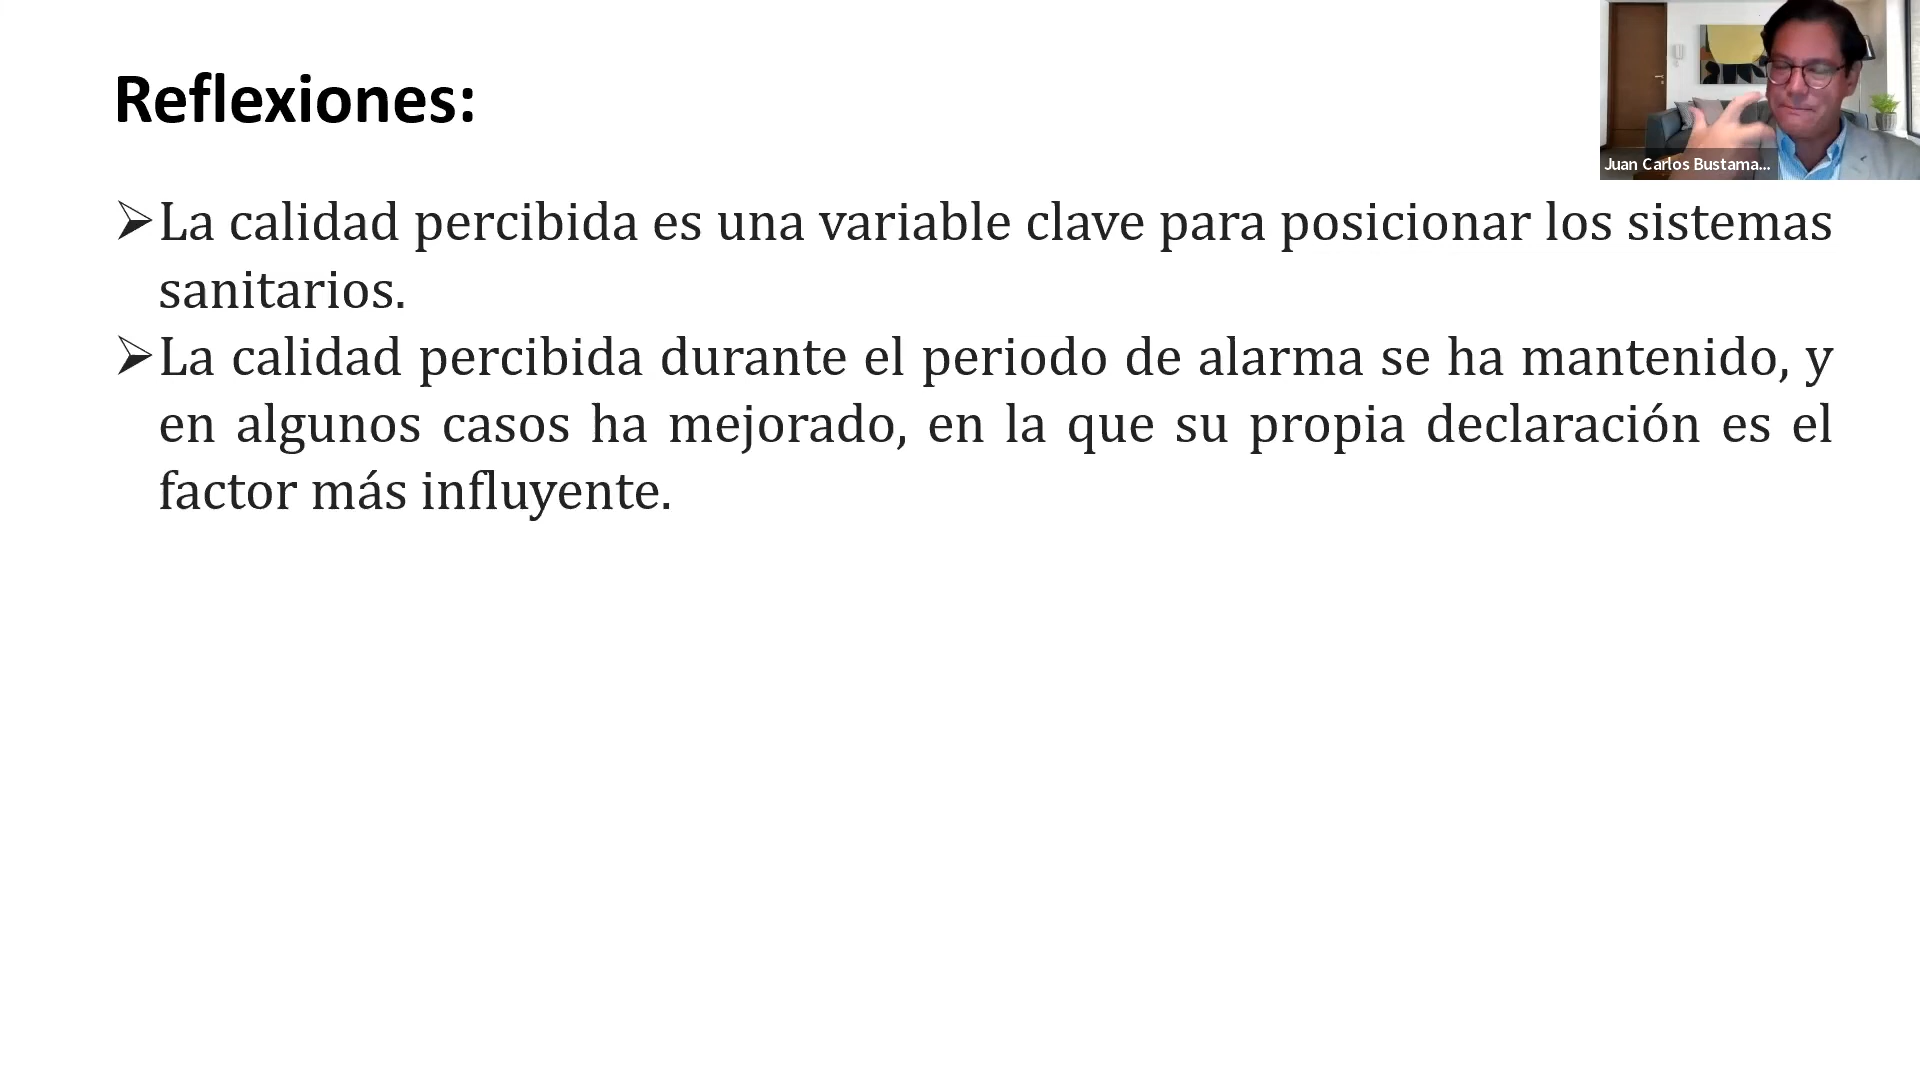 Reflexiones:
Juan Carlos Bustama...
➢La calidad percibida es una variable clave para posicionar los sistemas
sanitarios.
➢La calidad percibida durante el periodo de alarma se ha mantenido, y
en algunos casos ha mejorado, en la que su propia declaración es el
factor más influyente.